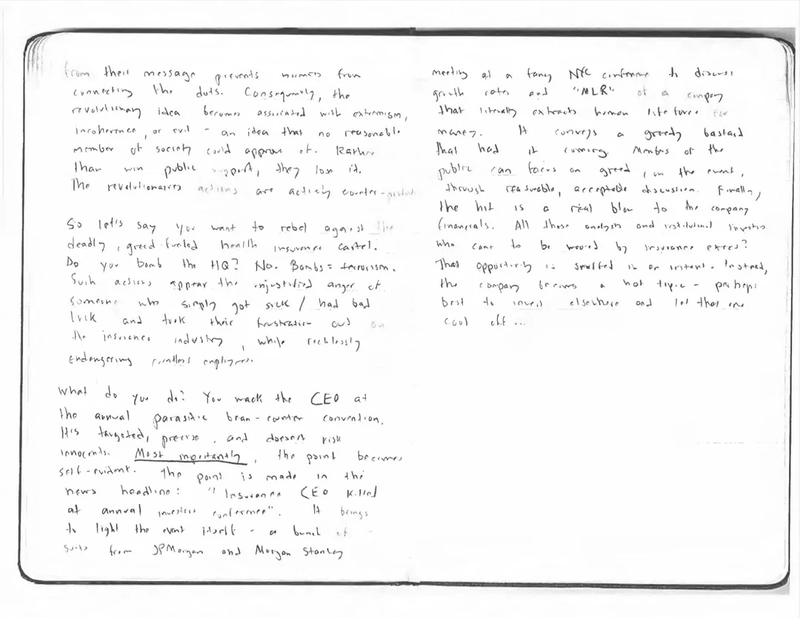 from their message prevents normies from
connecting the dots. Consequently, the
revolutionary idea becomes associated with extremism,
incoherence, or evil - an idea that no reasonable
member of society could approve of. Rather
than win public support, they lose it.
The revolutionaries actions are actively counter-
So let's say you want to rebel against the
deadly, greed-fueled health insurance cartel.
Do you bomb the HQ? No. Bombs = terrorism.
Such actions appear the unjustified anger of
someone who simply got sick / had bad
luck and took their frustration out on
the insurance industry, while recklessly
endangering countless employees.
What do you do? You wack the CEO at
the annual parasitic bean-counter convention.
It's targeted, precise, and doesn't risk
innocents. Most importantly, the point becomes
self-evident. The point is made in the
news headline: "Insurance CEO killed
at annual investors conference". It brings
to light the event itself - a bunch of
suits from JPMorgan and Morgan Stanley
meeting at a fancy NYC conference to discuss
growth rates and "MLR" of a company
that literally extracts human life force for
money. It conveys a greedy bastard
that had it coming. Members of the
public can focus on greed, on the event,
through reasonable, acceptable discussion. Finally,
the hit is a real blow to the company
financials. All those analysts and institutional investors
who came to be wooed by insurance execs?
That opportunity is snuffed in an instant. Instead,
the company becomes a hot topic - perhaps
best to invest elsewhere and let that one
cool off ...